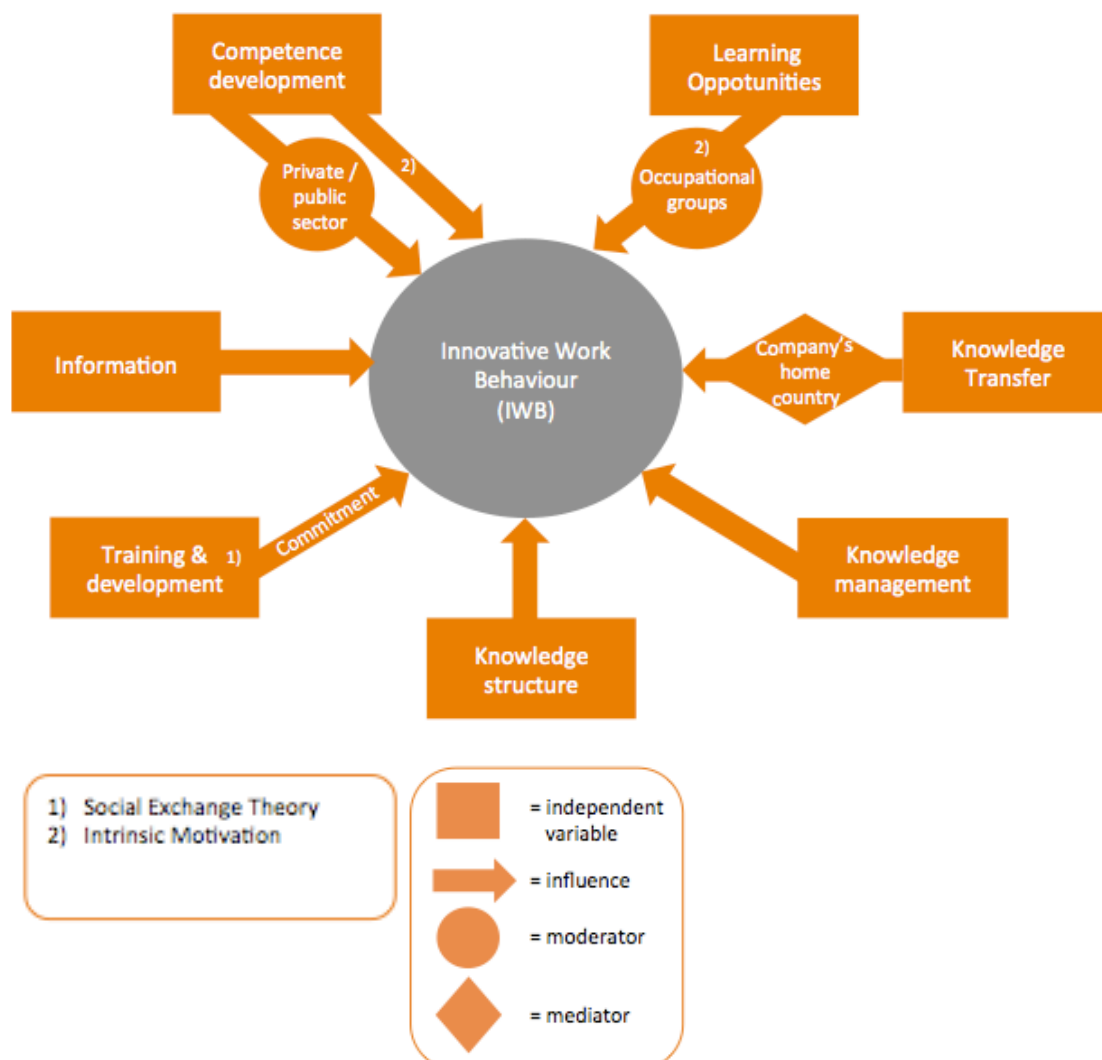 Competence
development
Learning
Oppotunities
2)
2)
Private /
public
sector
Occupational
groups
Information
Innovative Work
Behaviour
(IWB)
Company's
home
country
Knowledge
Transfer
Training &
development
1)
Commitment
Knowledge
management
Knowledge
structure
1) Social Exchange Theory
2) Intrinsic Motivation
= independent
variable
= influence
= moderator
= mediator